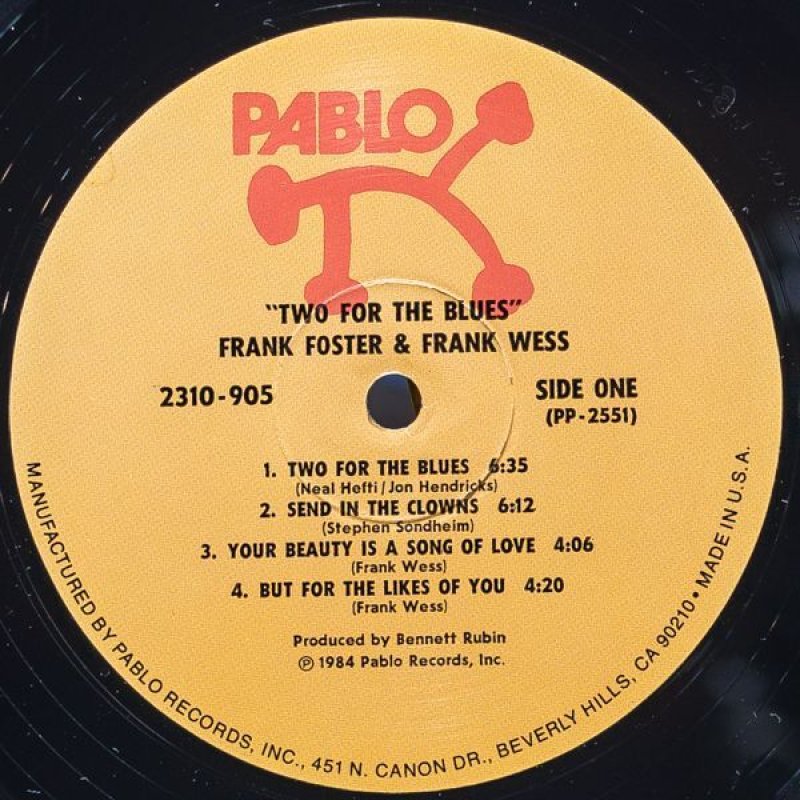 PABLO
"TWO FOR THE BLUES"
FRANK FOSTER & FRANK WESS
2310-905
SIDE ONE
(PP-2551)
1. TWO FOR THE BLUES 6:35
(Neal Hefti/Jon Hendricks)
2. SEND IN THE CLOWNS 6:12
(Stephen Sondheim)
3. YOUR BEAUTY IS A SONG OF LOVE 4:06
(Frank Wess)
4. BUT FOR THE LIKES OF YOU 4:20
(Frank Wess)
Produced by Bennett Rubin
℗ 1984 Pablo Records, Inc.
MANUFACTURED BY PABLO RECORDS, INC., 451 N. CANON DR., BEVERLY HILLS, CA 90210 • MADE IN U.S.A.